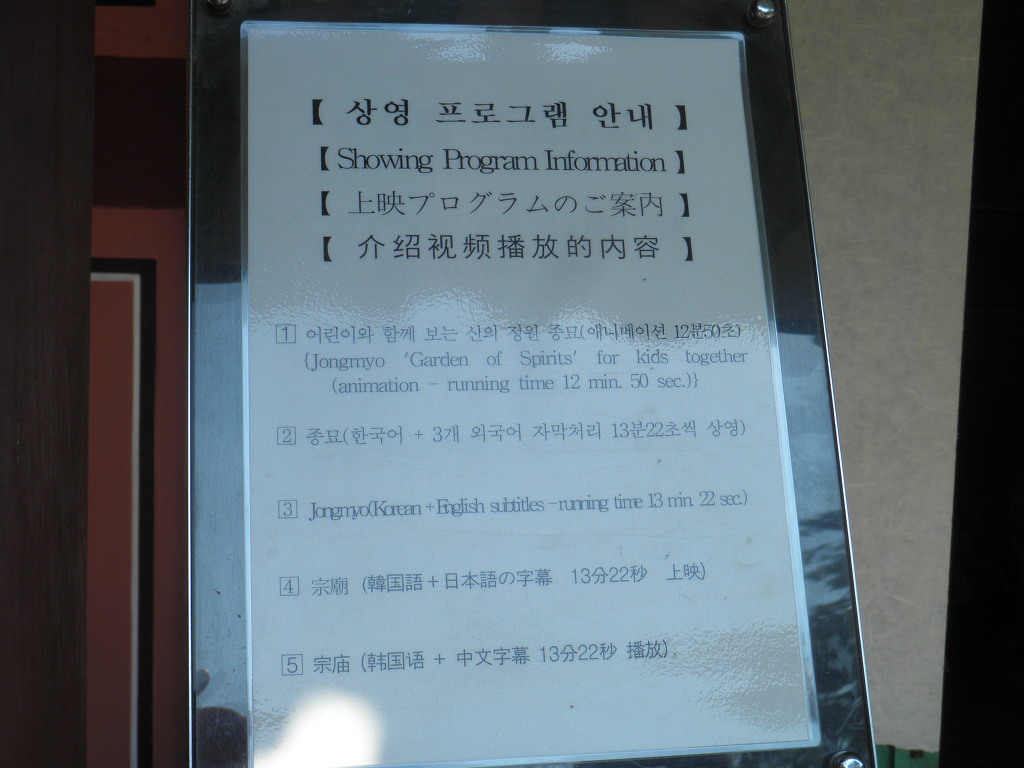 【 상영 프로그램 안내 】
【 Showing Program Information 】
【 上映プログラムのご案内 】
【 介绍视频播放的内容 】
1 어린이와 함께 보는 신의 정원 종묘(애니메이션 12분50초)
{Jongmyo 'Garden of Spirits' for kids together
(animation - running time 12 min. 50 sec.)}
2 종묘(한국어 + 3개 외국어 자막처리 13분22초씩 상영)
3 Jongmyo(Korean + English subtitles - running time 13 min. 22 sec.)
4 宗廟 (韓国語 + 日本語の字幕 13分22秒 上映)
5 宗庙 (韩国语 + 中文字幕 13分22秒 播放)